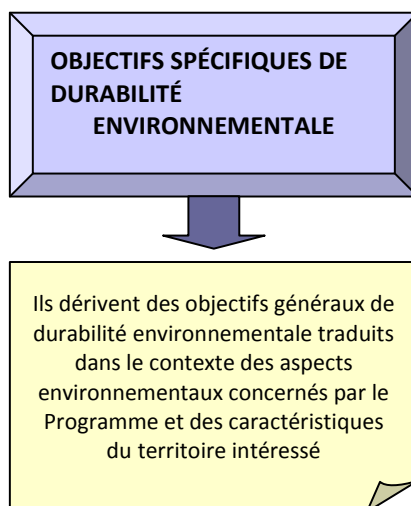 OBJECTIFS SPÉCIFIQUES DE
DURABILITÉ
ENVIRONNEMENTALE
Ils dérivent des objectifs généraux de
durabilité environnementale traduits
dans le contexte des aspects
environnementaux concernés par le
Programme et des caractéristiques
du territoire intéressé